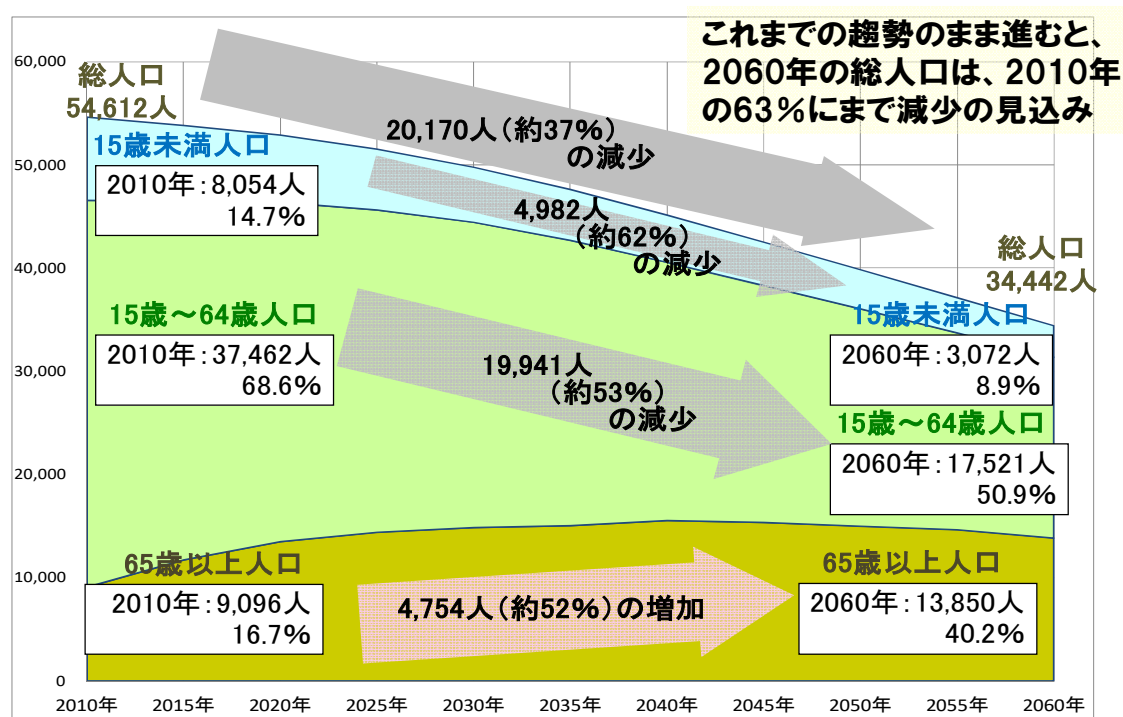 これまでの趨勢のまま進むと、
2060年の総人口は、2010年
の63%にまで減少の見込み
60,000
50,000
40,000
30,000
20,000
10,000
0
総人口
54,612人
20,170人(約37%)
の減少
15歳未満人口
2010年:8,054人
14.7%
4,982人
(約62%)
の減少
総人口
34,442人
15歳~64歳人口
2010年:37,462人
68.6%
19,941人
(約53%)
の減少
15歳未満人口
2060年:3,072人
8.9%
15歳~64歳人口
2060年:17,521人
50.9%
65歳以上人口
2010年:9,096人
16.7%
4,754人(約52%)の増加
65歳以上人口
2060年:13,850人
40.2%
2010年 2015年 2020年 2025年 2030年 2035年 2040年 2045年 2050年 2055年 2060年